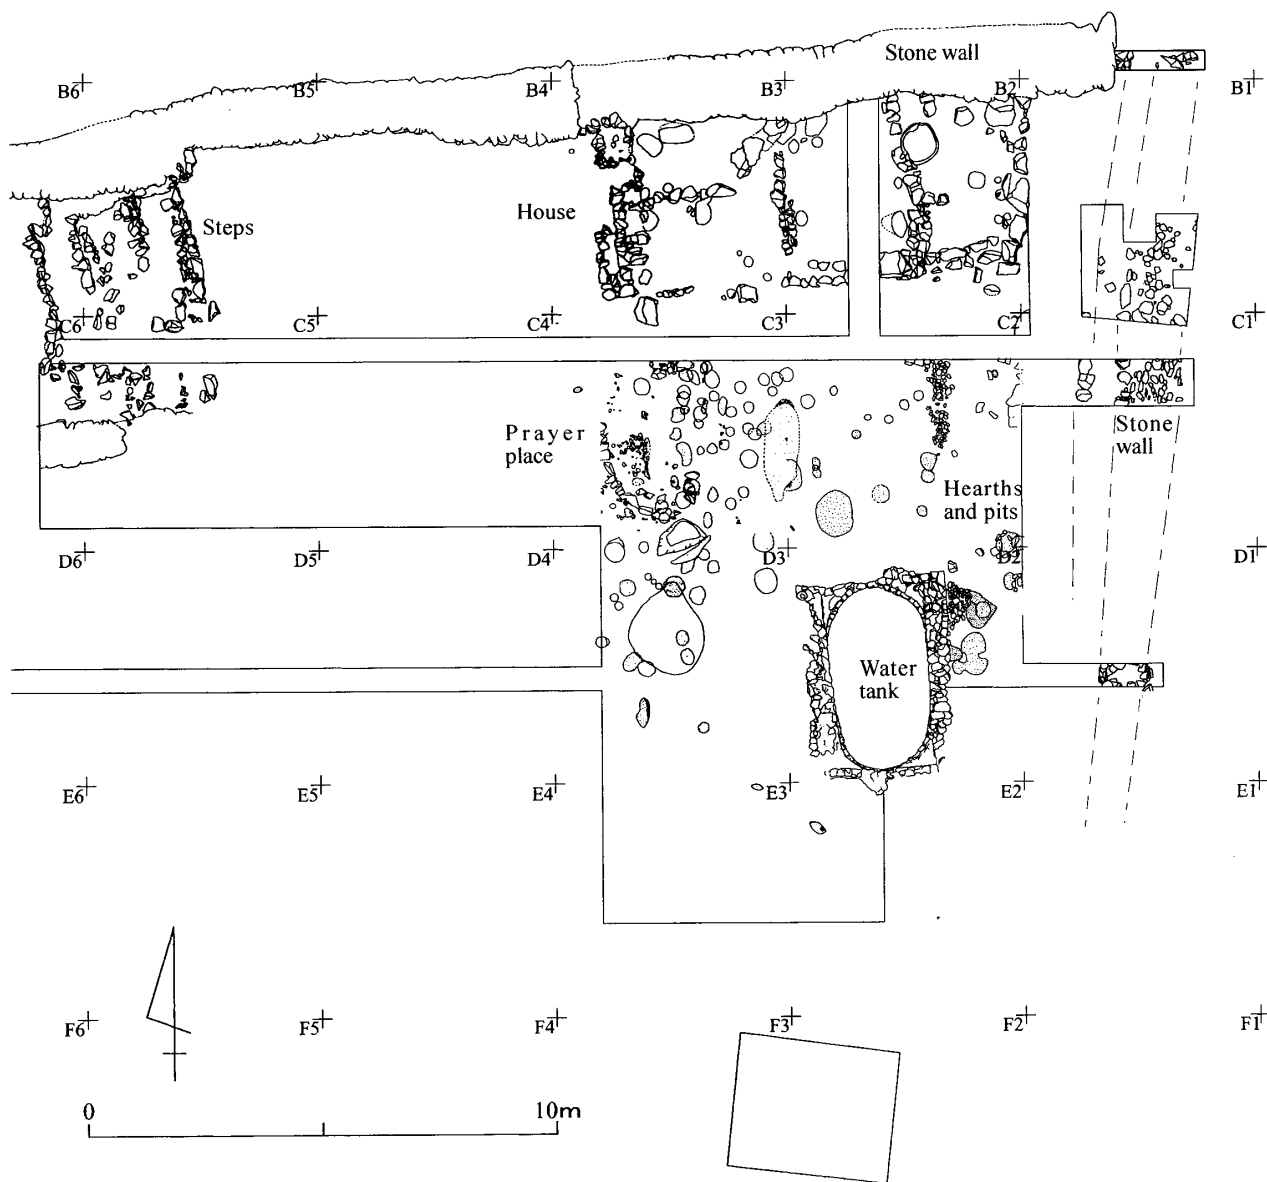 Stone wall
B6 B5 B4 B3 B2 B1
Steps
House
C6 C5 C4 C3 C2 C1
Prayer
place
Stone
wall
Hearths
and pits
D6 D5 D4 D3 D2 D1
Water
tank
E6 E5 E4 E3 E2 E1
F6 F5 F4 F3 F2 F1
0 10m